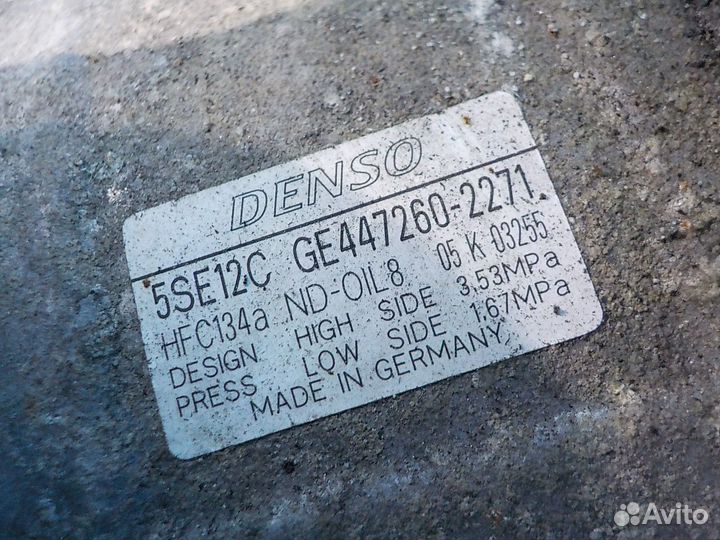 DENSO
5SE12C GE447260-2271
HFC134a ND-OIL8 05 K 03255
DESIGN HIGH SIDE 3.53MPa
PRESS LOW SIDE 1.67MPa
MADE IN GERMANY
Avito